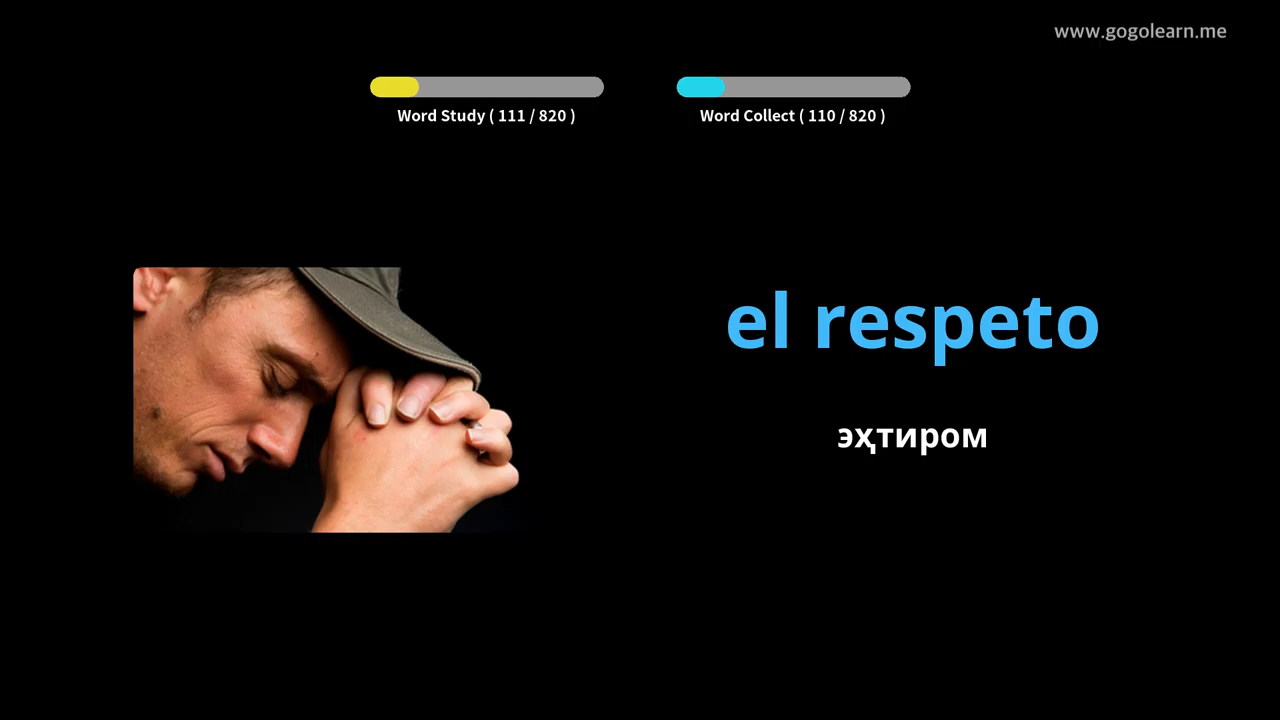 www.gogolearn.me
Word Study ( 111 / 820 )
Word Collect ( 110 / 820 )
el respeto
эҳтиром